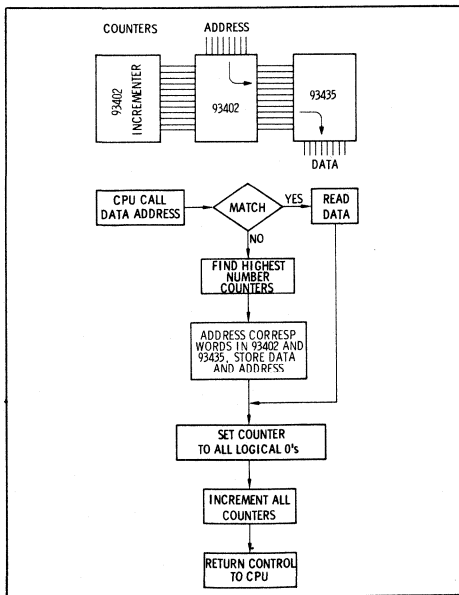 COUNTERS
ADDRESS
93402
INCREMENTER
93402
93435
DATA
CPU CALL
DATA ADDRESS
MATCH
YES
READ
DATA
NO
FIND HIGHEST
NUMBER
COUNTERS
ADDRESS CORRESP
WORDS IN 93402 AND
93435, STORE DATA
AND ADDRESS
SET COUNTER
TO ALL LOGICAL 0's
INCREMENT ALL
COUNTERS
RETURN CONTROL
TO CPU